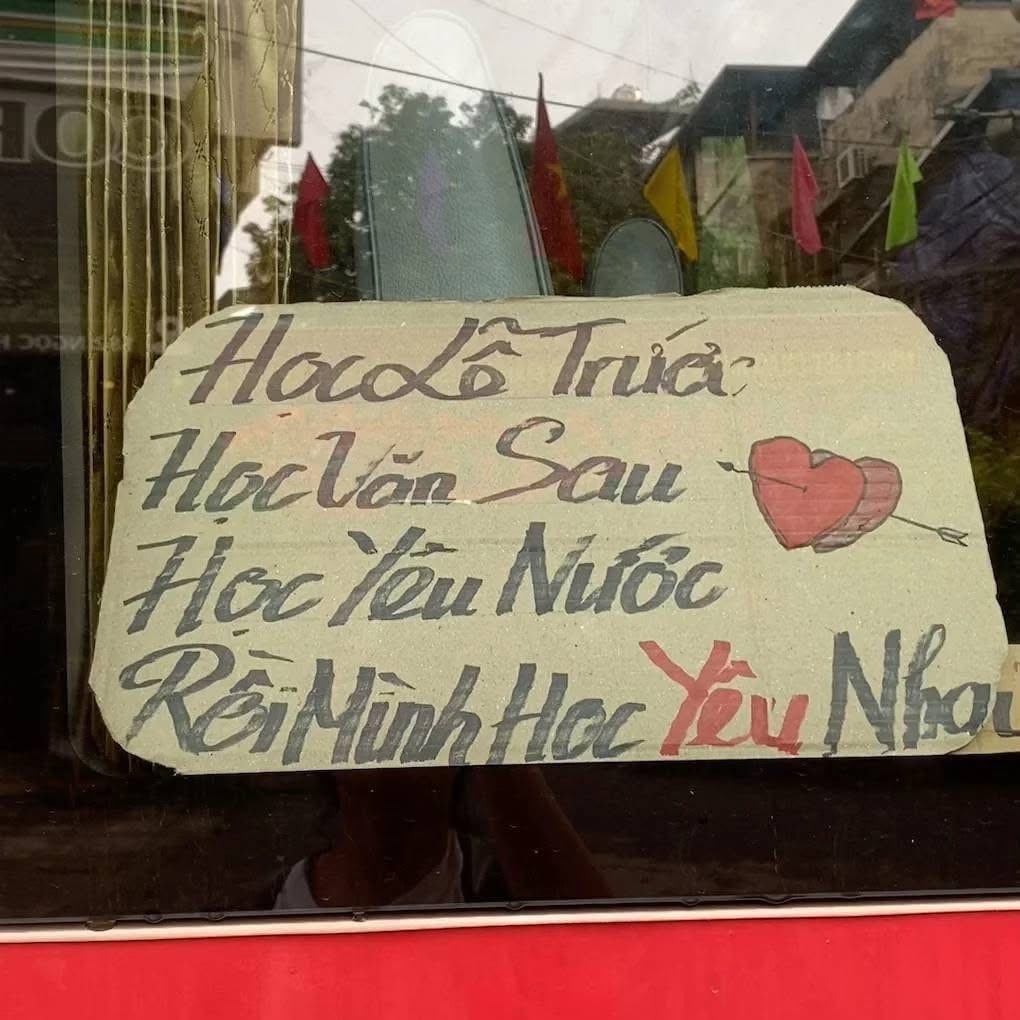 Học Lễ Trước
Học Văn Sau
Học Yêu Nước
Rồi Mình Học Yêu Nhau